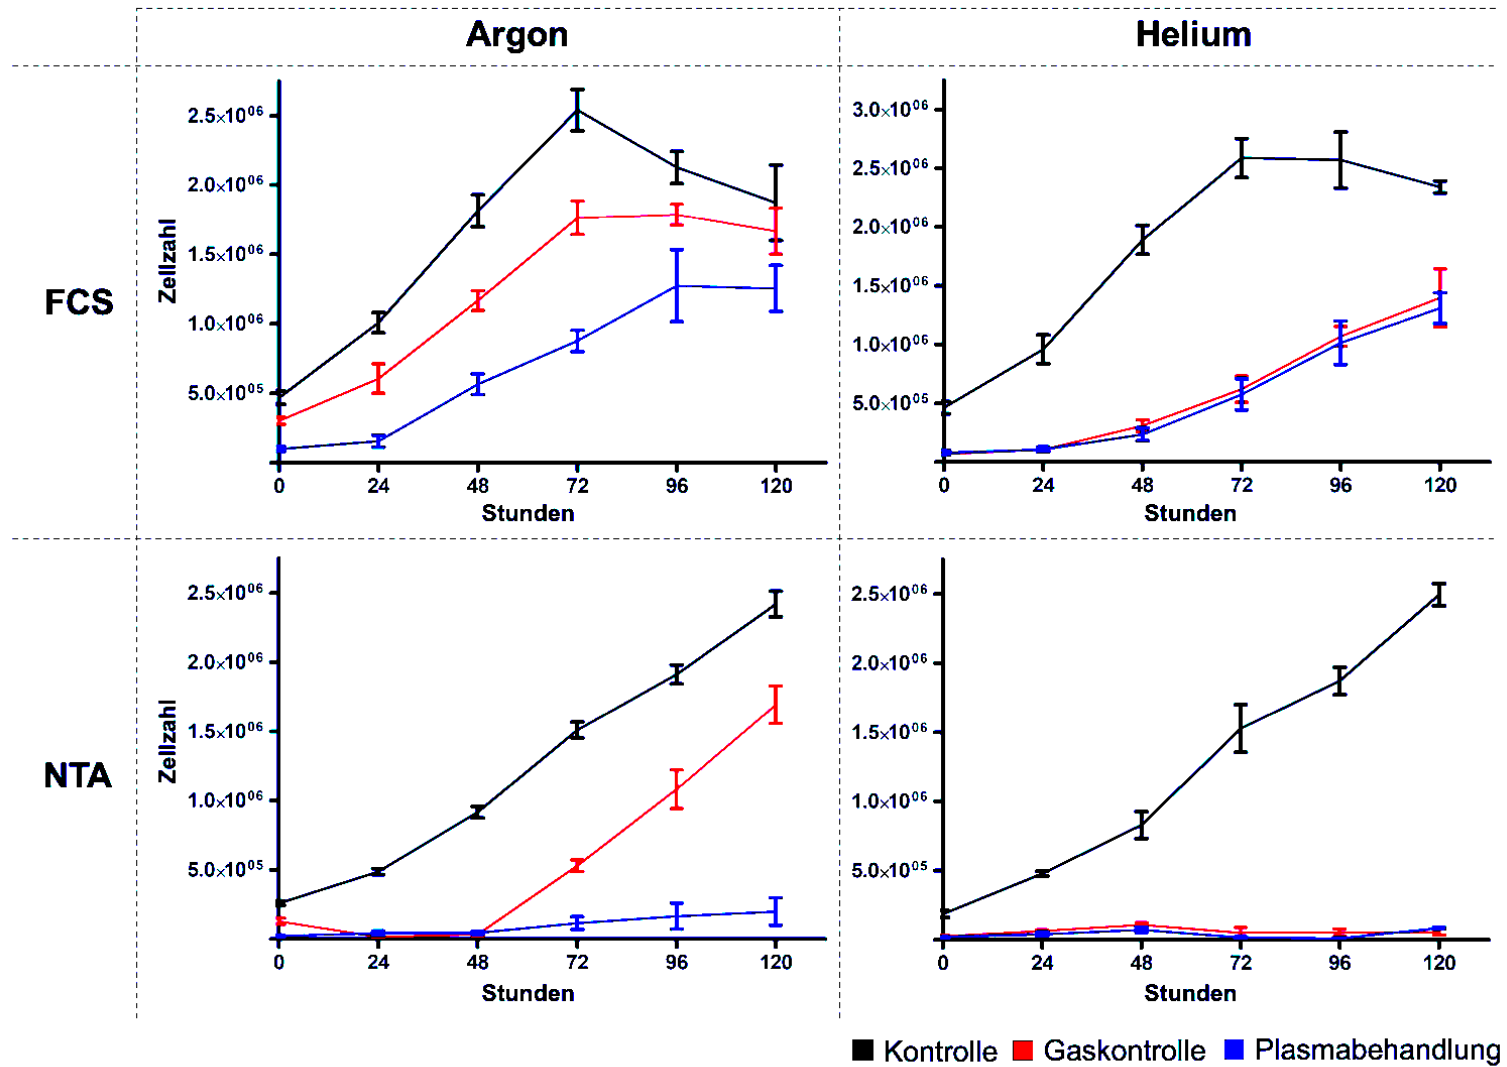 Argon
Helium
FCS
Zellzahl
2.5×10⁰⁶
2.0×10⁰⁶
1.5×10⁰⁶
1.0×10⁰⁶
5.0×10⁰⁵
0 24 48 72 96 120
Stunden
3.0×10⁰⁶
2.5×10⁰⁶
2.0×10⁰⁶
1.5×10⁰⁶
1.0×10⁰⁶
5.0×10⁰⁵
0 24 48 72 96 120
Stunden
NTA
Zellzahl
2.5×10⁰⁶
2.0×10⁰⁶
1.5×10⁰⁶
1.0×10⁰⁶
5.0×10⁰⁵
0 24 48 72 96 120
Stunden
2.5×10⁰⁶
2.0×10⁰⁶
1.5×10⁰⁶
1.0×10⁰⁶
5.0×10⁰⁵
0 24 48 72 96 120
Stunden
Kontrolle Gaskontrolle Plasmabehandlung